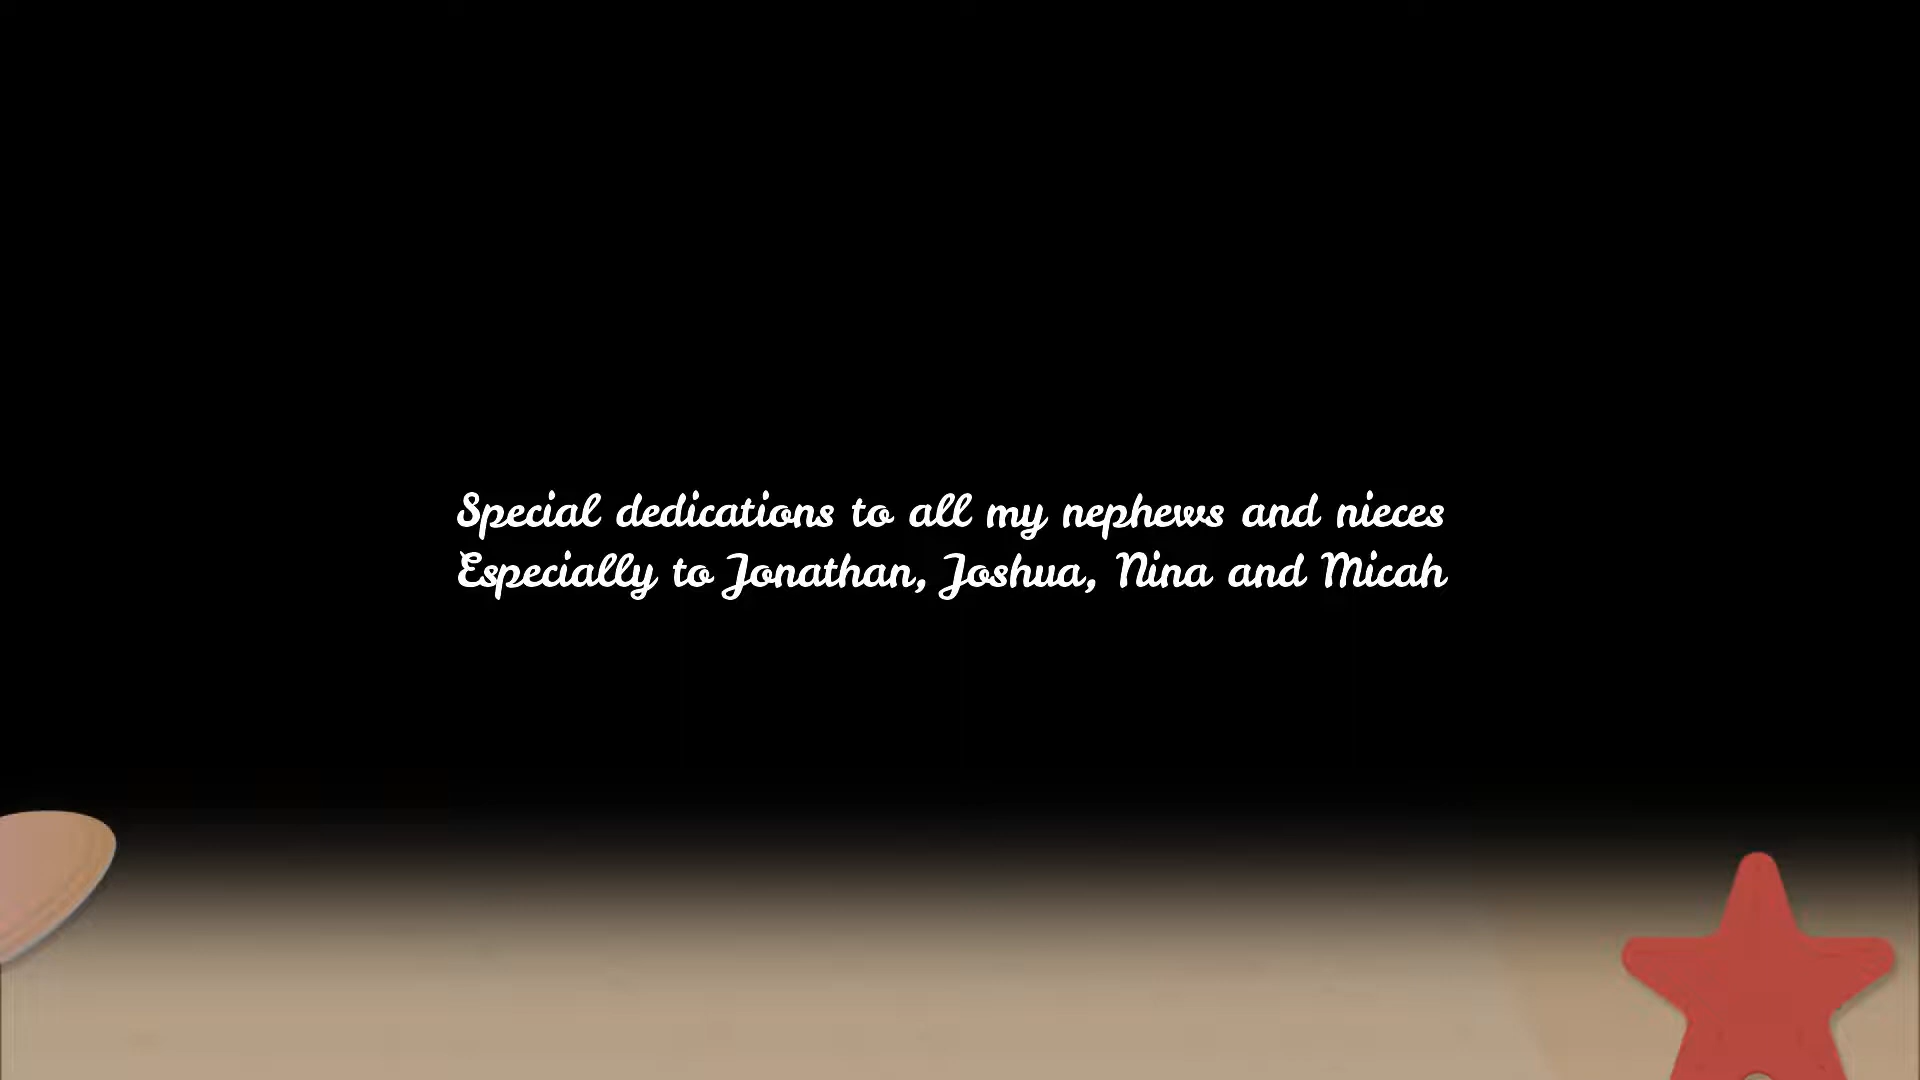 Special dedications to all my nephews and nieces
Especially to Jonathan, Joshua, Nina and Micah